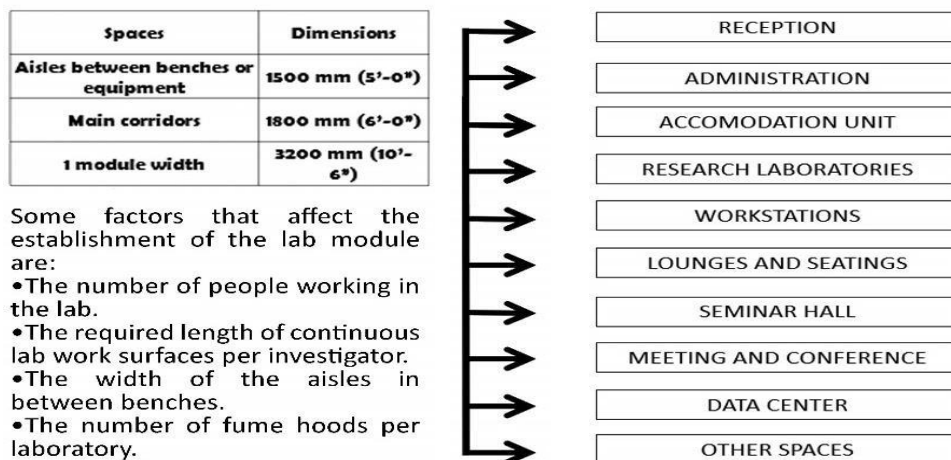 Spaces
Dimensions
Aisles between benches or
equipment
1500 mm (5'-0")
Main corridors
1800 mm (6'-0")
1 module width
3200 mm (10'-
6")
Some factors that affect the
establishment of the lab module
are:
•The number of people working in
the lab.
•The required length of continuous
lab work surfaces per investigator.
•The width of the aisles in
between benches.
•The number of fume hoods per
laboratory.
RECEPTION
ADMINISTRATION
ACCOMODATION UNIT
RESEARCH LABORATORIES
WORKSTATIONS
LOUNGES AND SEATINGS
SEMINAR HALL
MEETING AND CONFERENCE
DATA CENTER
OTHER SPACES